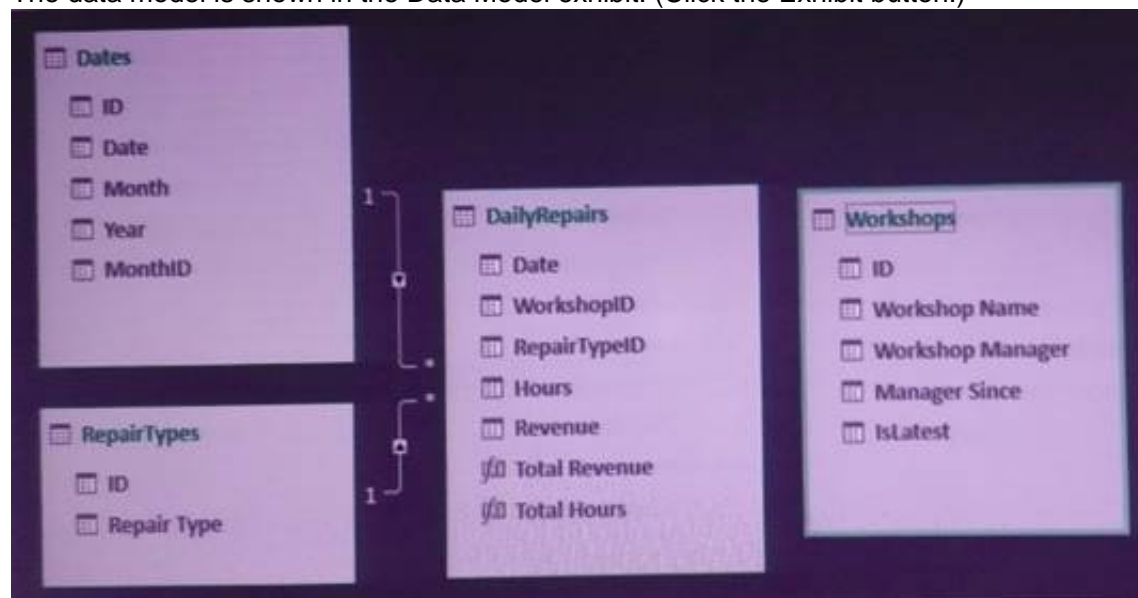 The data model is shown in the Data Model exhibit. (Click the Exhibit button.)
Dates
ID
Date
Month
Year
MonthID
1
*
RepairTypes
ID
Repair Type
1
*
DailyRepairs
Date
WorkshopID
RepairTypeID
Hours
Revenue
Total Revenue
Total Hours
Workshops
ID
Workshop Name
Workshop Manager
Manager Since
IsLatest